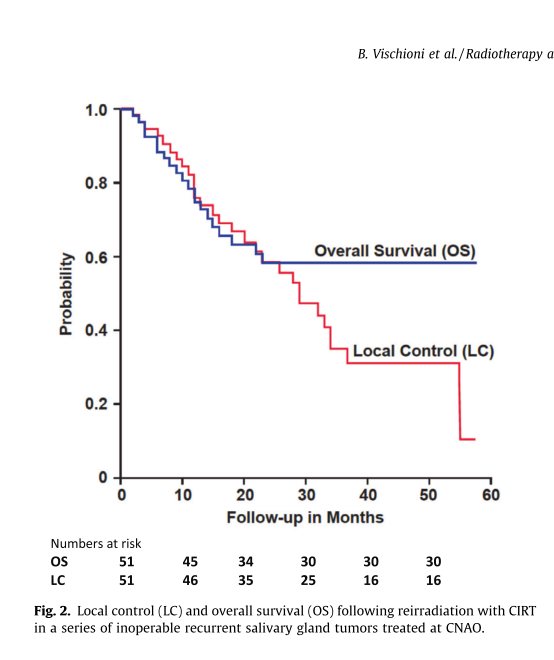 B. Vischioni et al. / Radiotherapy a
1.0
0.8
0.6
0.4
0.2
0
Probability
Overall Survival (OS)
Local Control (LC)
0 10 20 30 40 50 60
Follow-up in Months
Numbers at risk
OS 51 45 34 30 30 30
LC 51 46 35 25 16 16
Fig. 2. Local control (LC) and overall survival (OS) following reirradiation with CIRT
in a series of inoperable recurrent salivary gland tumors treated at CNAO.